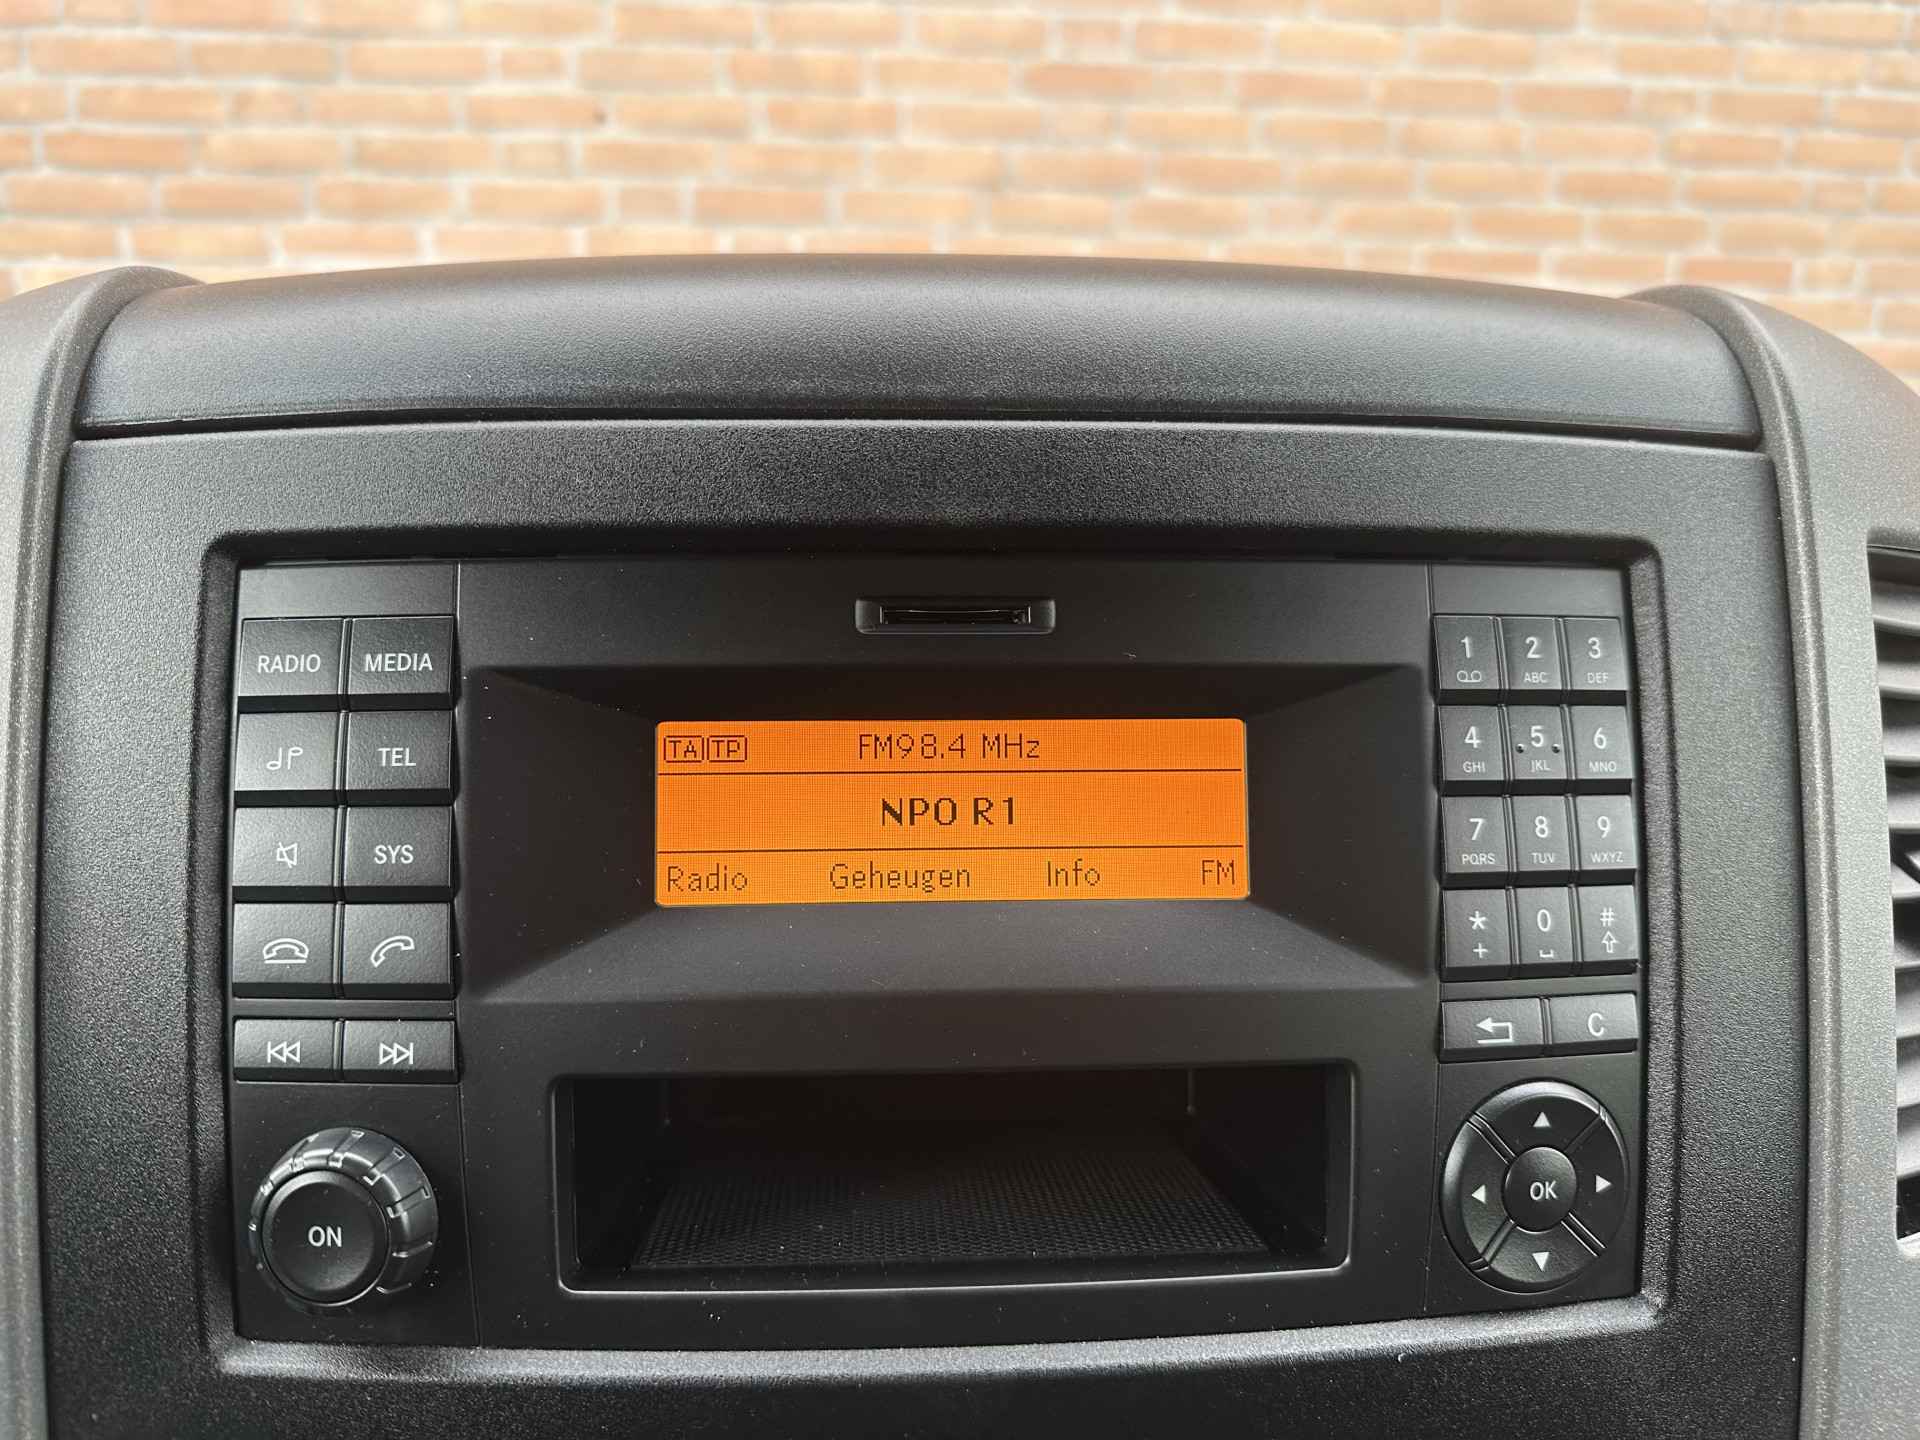 RADIO MEDIA
TEL
SYS
ON
TA TP FM98.4 MHz
NPO R1
Radio Geheugen Info FM
1 2 3
ABC DEF
4 .5. 6
GHI JKL MNO
7 8 9
PQRS TUV WXYZ
* 0 #
+
C
OK